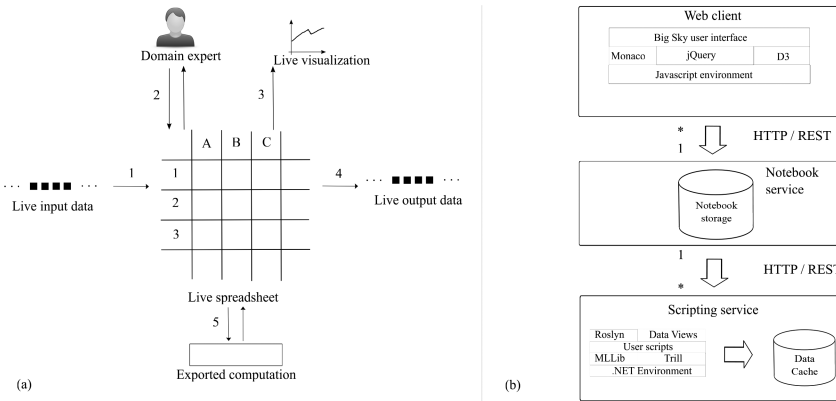 Domain expert
Live visualization
2
3
A B C
1
2
3
1
4
. . . . . .
Live input data
. . . . . .
Live output data
Live spreadsheet
5
Exported computation
(a)
Web client
Big Sky user interface
Monaco jQuery D3
Javascript environment
*
1
HTTP / REST
Notebook
service
Notebook
storage
1
*
HTTP / REST
Scripting service
Roslyn Data Views
User scripts
MLLib Trill
.NET Environment
Data
Cache
(b)